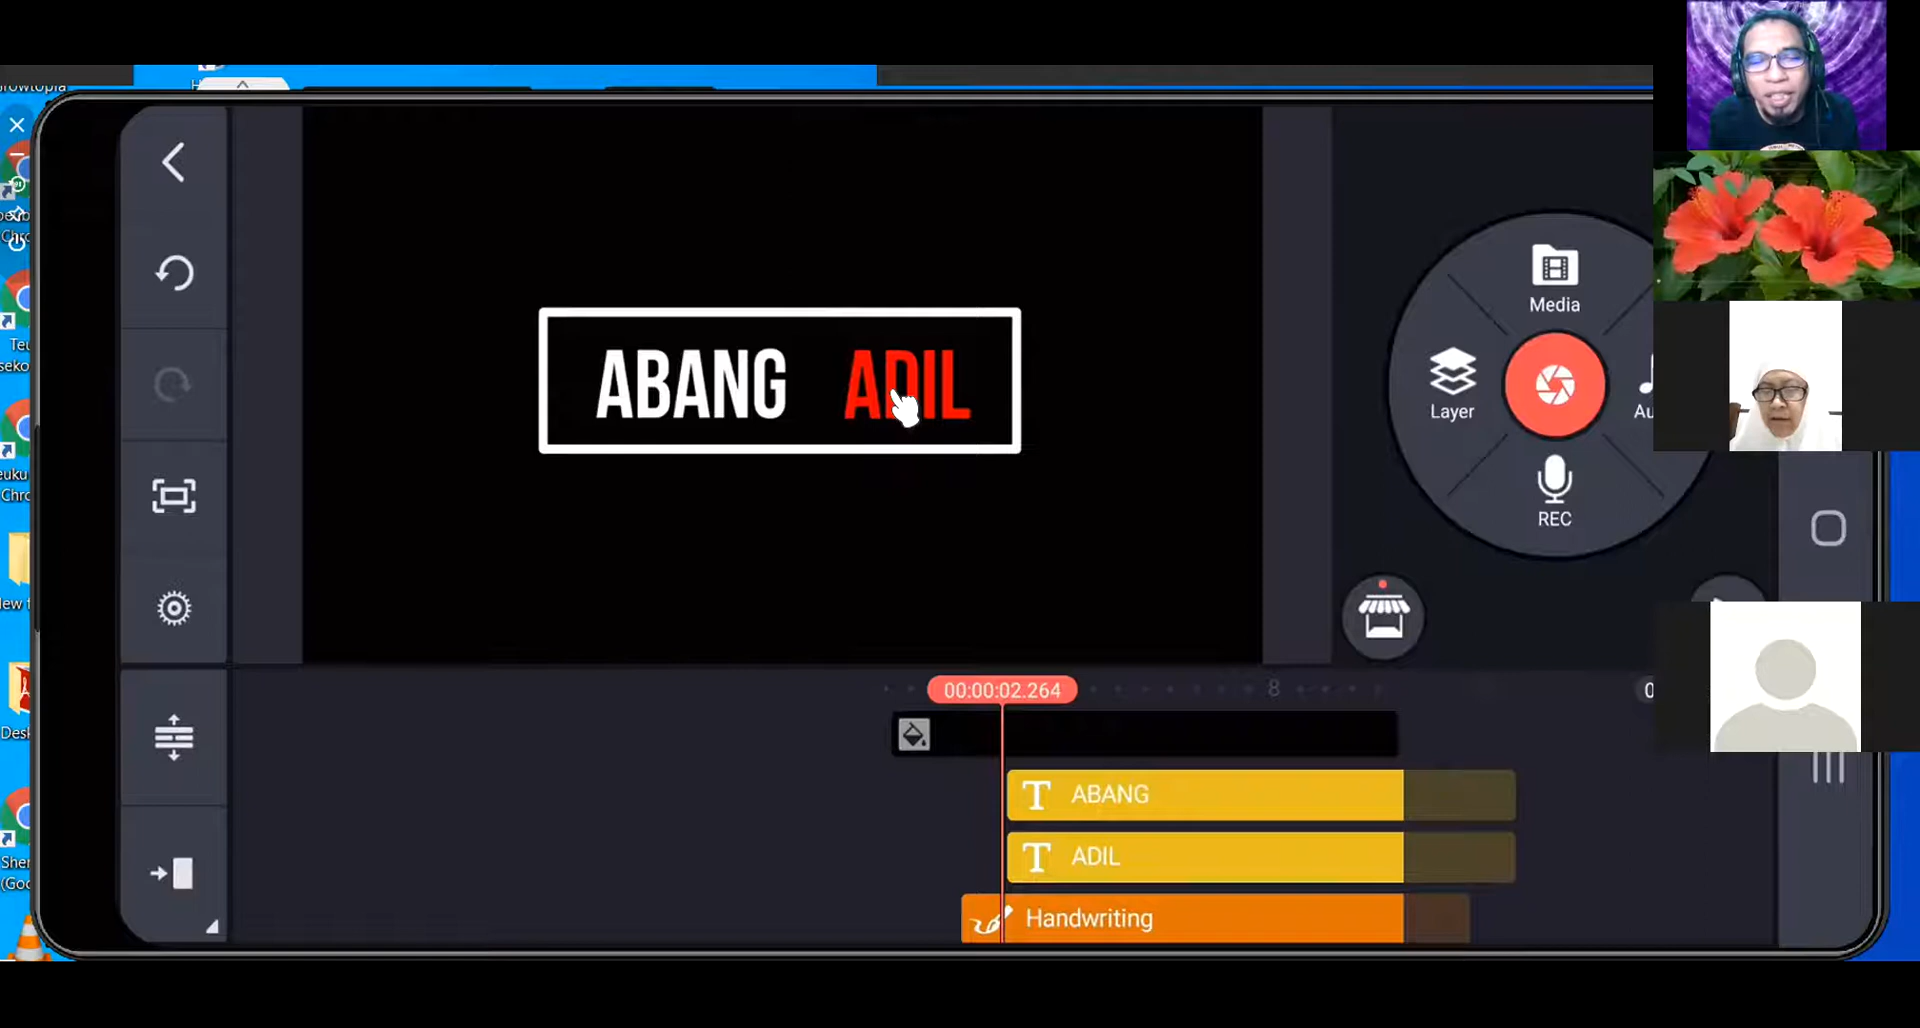 Media
Layer
REC
ABANG ADIL
00:00:02.264
8
ABANG
ADIL
Handwriting